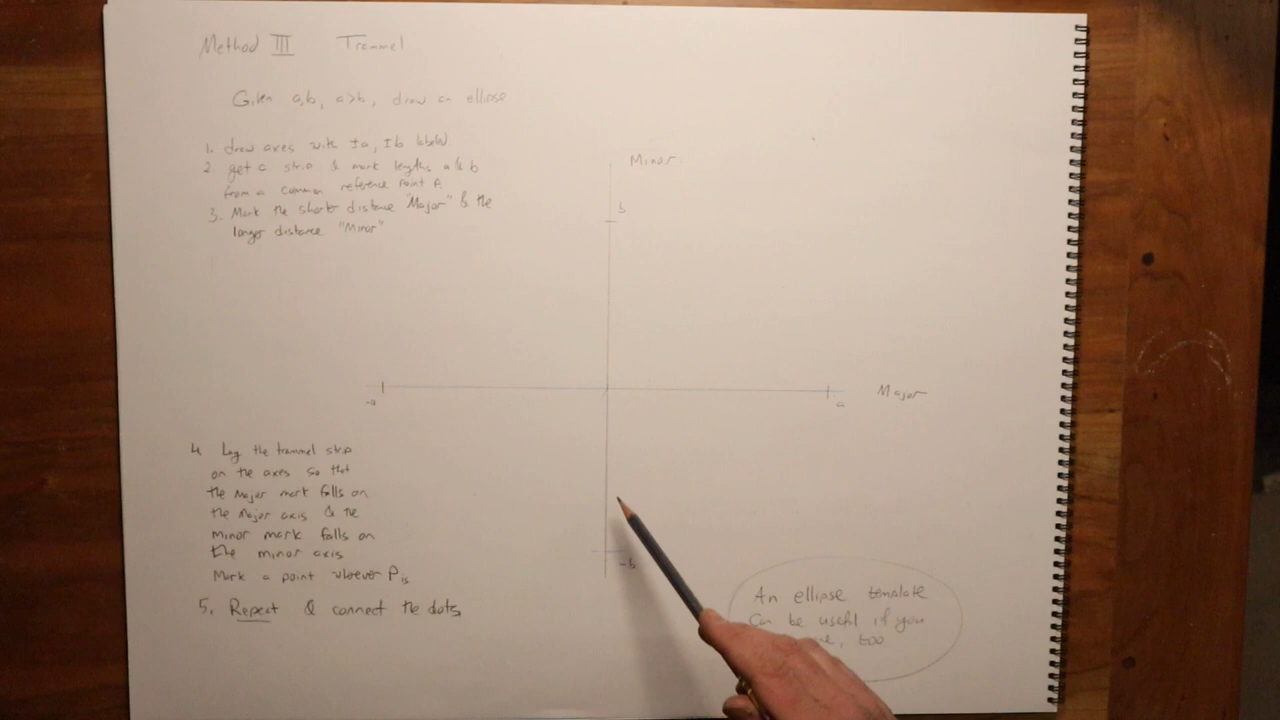 Method III Trammel
Given a,b, a>b, draw an ellipse
1. draw axes with ±a, ±b labeled
2. get a strip & mark lengths a & b
from a common reference point P.
3. Mark the shorter distance "Major" & the
longer distance "Minor"
Minor
b
-a
a
Major
-b
4. Lay the trammel strip
on the axes so that
the Major mark falls on
the Major axis & the
minor mark falls on
the minor axis
Mark a point wherever P is
5. Repeat & connect the dots
An ellipse template
Can be useful if you
too